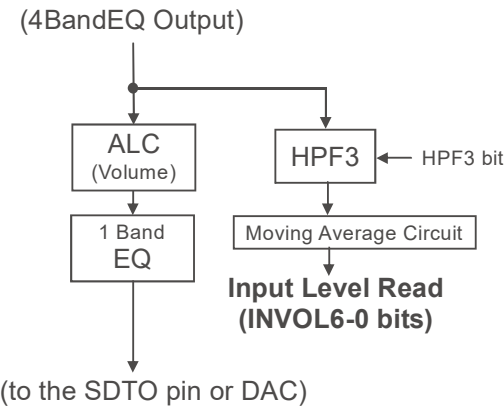 (4BandEQ Output)
ALC
(Volume)
HPF3
HPF3 bit
1 Band
EQ
Moving Average Circuit
Input Level Read
(INVOL6-0 bits)
(to the SDTO pin or DAC)